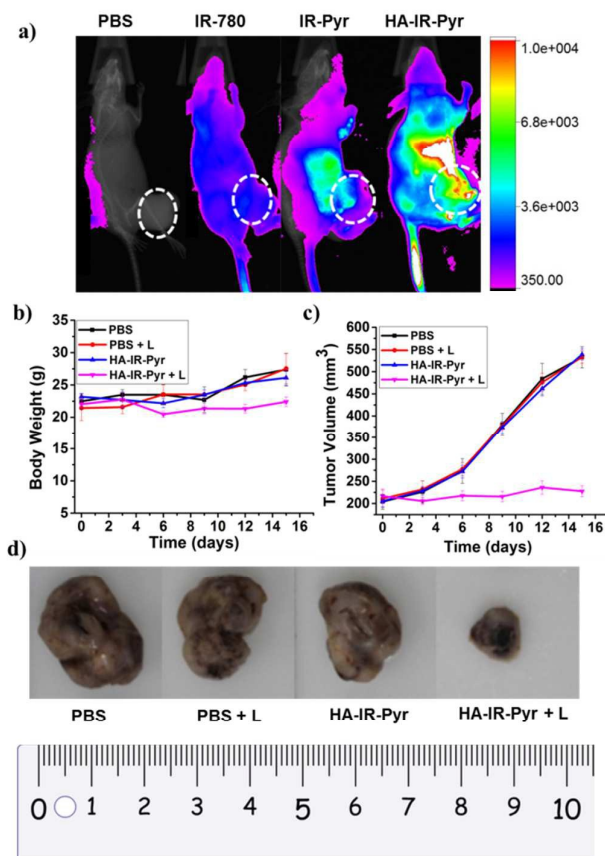 a)
PBS
IR-780
IR-Pyr
HA-IR-Pyr
1.0e+004
6.8e+003
3.6e+003
350.00
b)
PBS
PBS + L
HA-IR-Pyr
HA-IR-Pyr + L
35
30
25
20
15
10
5
Body Weight (g)
0 2 4 6 8 10 12 14 16
Time (days)
c)
PBS
PBS + L
HA-IR-Pyr
HA-IR-Pyr + L
600
550
500
450
400
350
300
250
200
Tumor Volume (mm³)
0 2 4 6 8 10 12 14 16
Time (days)
d)
PBS
PBS + L
HA-IR-Pyr
HA-IR-Pyr + L
0 1 2 3 4 5 6 7 8 9 10